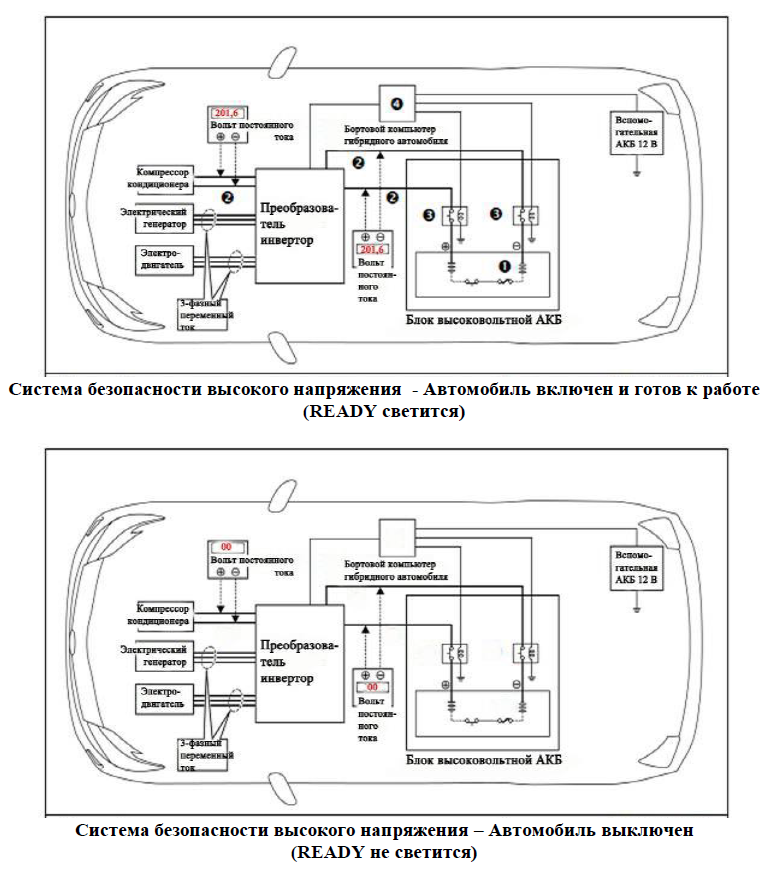 201,6
Вольт постоянного
тока
4
Бортовой компьютер
гибридного автомобиля
Вспомо-
гательная
АКБ 12 В
Компрессор
кондиционера
2
2
2
Электрический
генератор
Преобразова-
тель
инвертор
3
3
Электро-
двигатель
201,6
Вольт
постоян-
ного
тока
1
3-фазный
переменный
ток
Блок высоковольтной АКБ
Система безопасности высокого напряжения - Автомобиль включен и готов к работе
(READY светится)
00
Вольт постоянного
тока
Бортовой компьютер
гибридного автомобиля
Вспомо-
гательная
АКБ 12 В
Компрессор
кондиционера
Электрический
генератор
Преобразова-
тель
инвертор
Электро-
двигатель
00
Вольт
постоян-
ного
тока
3-фазный
переменный
ток
Блок высоковольтной АКБ
Система безопасности высокого напряжения – Автомобиль выключен
(READY не светится)